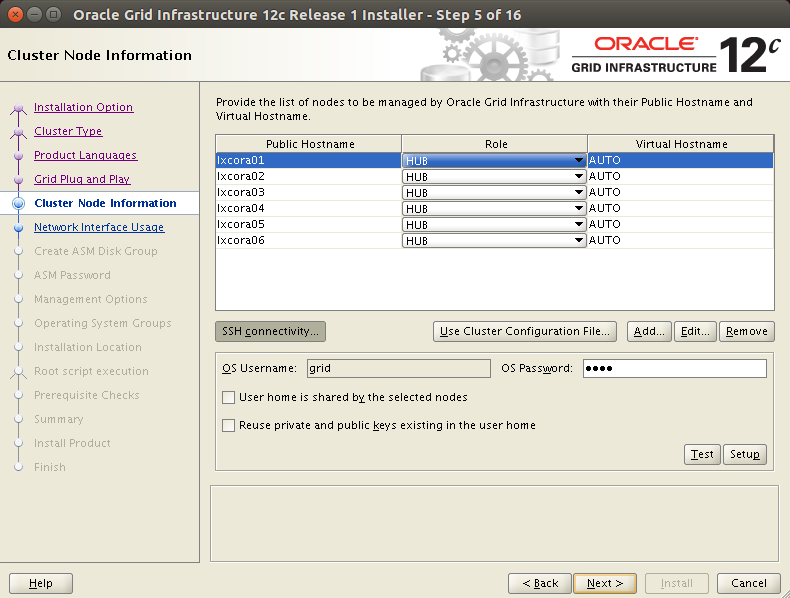 Oracle Grid Infrastructure 12c Release 1 Installer - Step 5 of 16
Cluster Node Information
ORACLE
GRID INFRASTRUCTURE
12c
Installation Option
Cluster Type
Product Languages
Grid Plug and Play
Cluster Node Information
Network Interface Usage
Create ASM Disk Group
ASM Password
Management Options
Operating System Groups
Installation Location
Root script execution
Prerequisite Checks
Summary
Install Product
Finish
Provide the list of nodes to be managed by Oracle Grid Infrastructure with their Public Hostname and
Virtual Hostname.
Public Hostname Role Virtual Hostname
lxcora01 HUB AUTO
lxcora02 HUB AUTO
lxcora03 HUB AUTO
lxcora04 HUB AUTO
lxcora05 HUB AUTO
lxcora06 HUB AUTO
SSH connectivity... Use Cluster Configuration File... Add... Edit... Remove
OS Username: grid OS Password: ••••
User home is shared by the selected nodes
Reuse private and public keys existing in the user home
Test Setup
Help < Back Next > Install Cancel